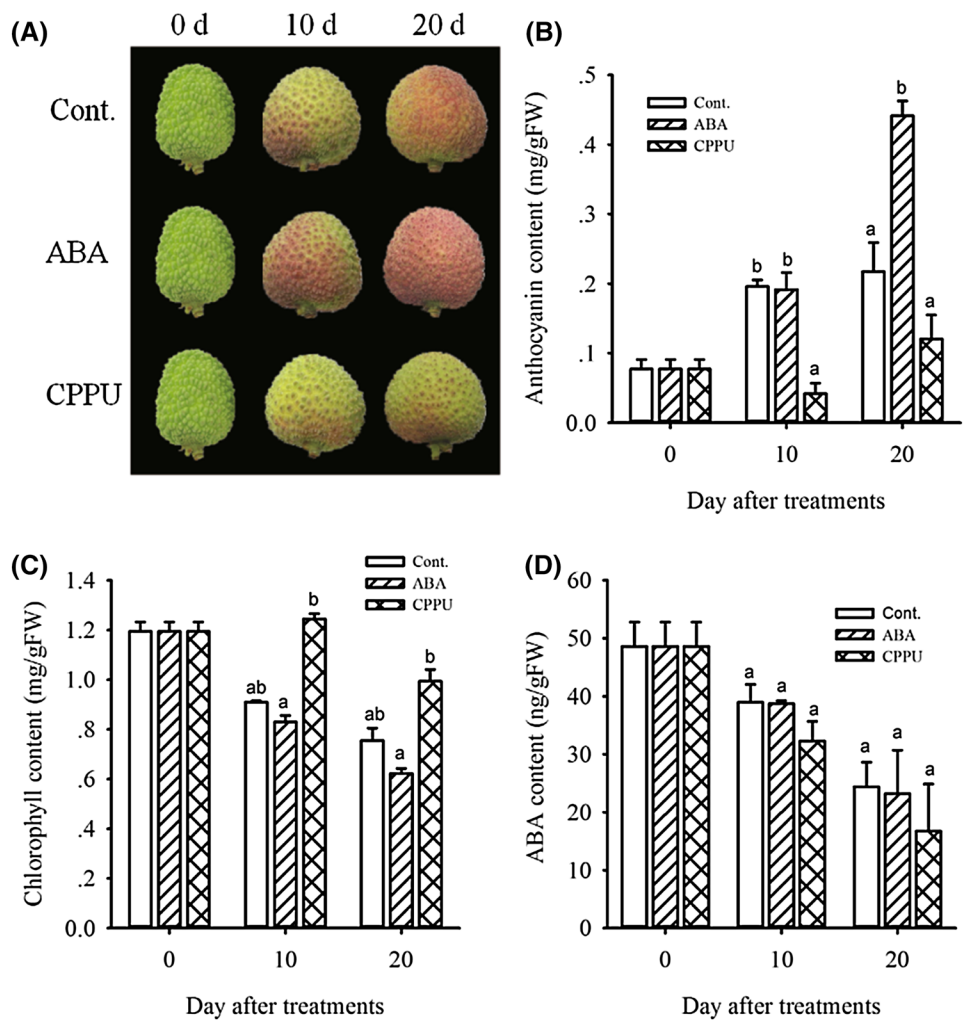 (A)
0 d 10 d 20 d
Cont.
ABA
CPPU
(B)
Anthocyanin content (mg/gFW)
.5
.4
.3
.2
.1
0.0
Cont.
ABA
CPPU
b b a
a b a
0 10 20
Day after treatments
(C)
Chlorophyll content (mg/gFW)
1.4
1.2
1.0
.8
.6
.4
.2
0.0
Cont.
ABA
CPPU
ab a b
ab a b
0 10 20
Day after treatments
(D)
ABA content (ng/gFW)
60
50
40
30
20
10
0
Cont.
ABA
CPPU
a a a
a a a
0 10 20
Day after treatments